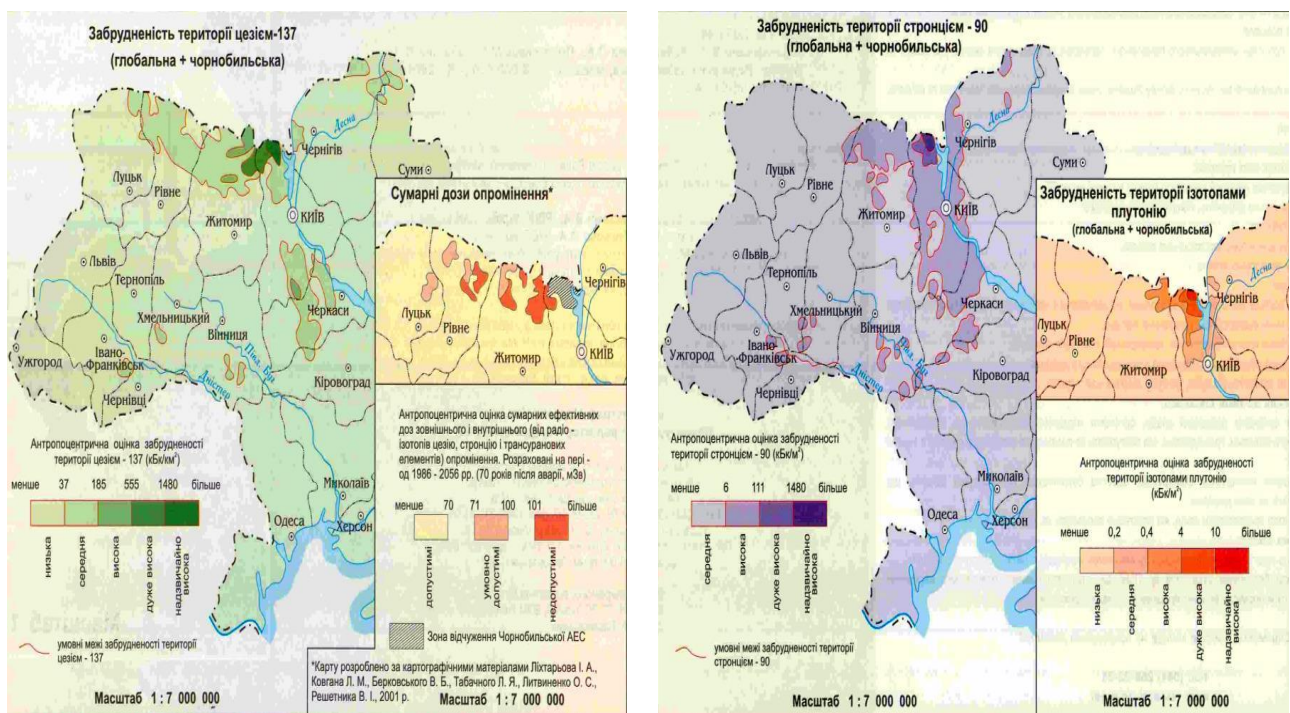 Забрудненість території цезієм-137
(глобальна + чорнобильська)
Десна
Чернігів
Суми
Луцьк
Рівне
Житомир
КИЇВ
Львів
Тернопіль
Хмельницький
Вінниця
Черкаси
Ужгород
Івано-
Франківськ
Чернівці
Дністер
Півд. Буг
Кіровоград
Миколаїв
Одеса
Херсон
Сумарні дози опромінення*
Чернігів
Луцьк
Рівне
Житомир
КИЇВ
Антропоцентрична оцінка забрудненості
території цезієм - 137 (кБк/км²)
менше 37 185 555 1480 більше
низька
середня
висока
дуже висока
надзвичайно
висока
умовні межі забрудненості території
цезієм - 137
Масштаб 1 : 7 000 000
Антропоцентрична оцінка сумарних ефективних
доз зовнішнього і внутрішнього (від радіо -
ізотопів цезію, стронцію і трансуранових
елементів) опромінення. Розраховані на пері -
од 1986 - 2056 рр. (70 років після аварії, мЗв)
менше 70 71 100 101 більше
допустимі
умовно
допустимі
недопустимі
Зона відчуження Чорнобильської АЕС
*Карту розроблено за картографічними матеріалами Ліхтарьова І. А.,
Ковгана Л. М., Берковського В. Б., Табачного Л. Я., Литвиненко О. С.,
Решетника В. І., 2001 р.
Масштаб 1 : 7 000 000
Забрудненість території стронцієм - 90
(глобальна + чорнобильська)
Десна
Чернігів
Суми
Луцьк
Рівне
Житомир
КИЇВ
Львів
Тернопіль
Хмельницький
Вінниця
Черкаси
Ужгород
Івано-
Франківськ
Чернівці
Дністер
Півд. Буг
Кіровоград
Миколаїв
Одеса
Херсон
Забрудненість території ізотопами
плутонію
(глобальна + чорнобильська)
Десна
Чернігів
Луцьк
Рівне
Житомир
КИЇВ
Антропоцентрична оцінка забрудненості
території стронцієм - 90 (кБк/км²)
менше 6 111 1480 більше
середня
висока
дуже висока
надзвичайно
висока
умовні межі забрудненості території
стронцієм - 90
Масштаб 1 : 7 000 000
Антропоцентрична оцінка забрудненості
території ізотопами плутонію
(кБк/м²)
менше 0,2 0,4 4 10 більше
низька
середня
висока
дуже висока
надзвичайно
висока
Масштаб 1 : 7 000 000